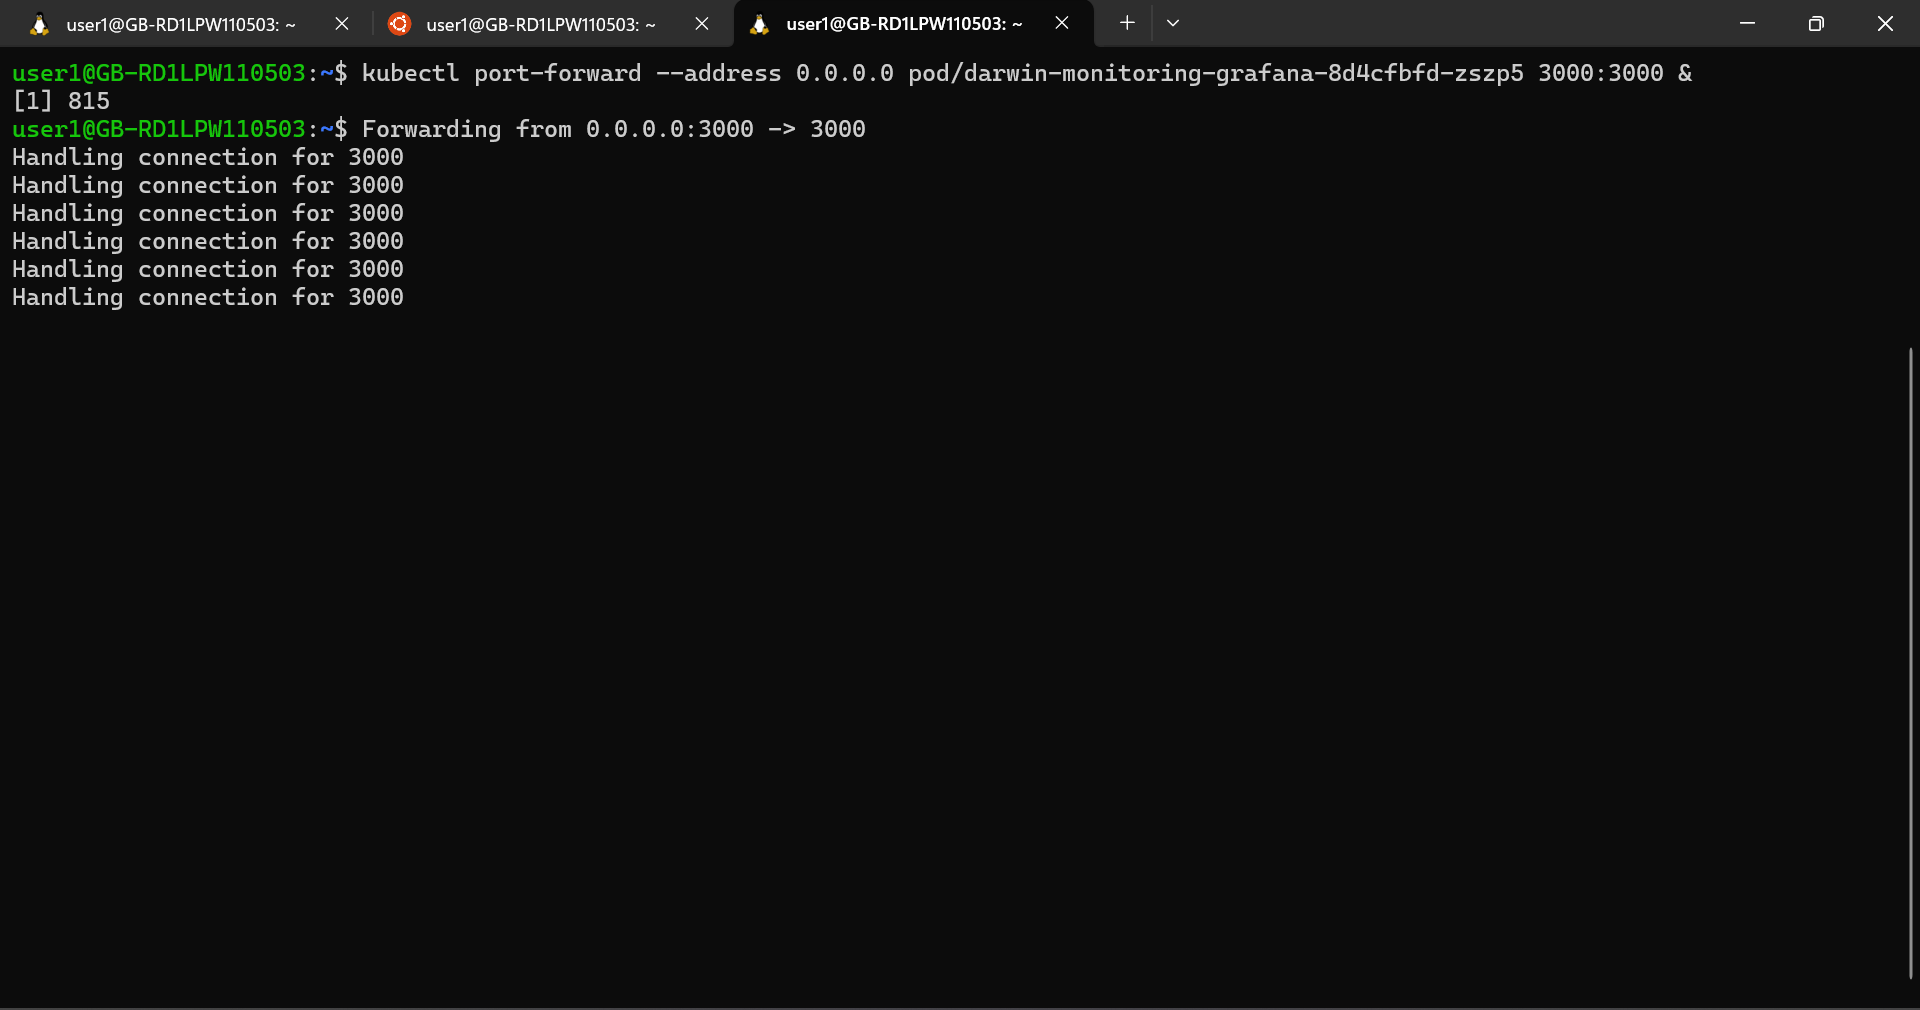 user1@GB-RD1LPW110503: ~
user1@GB-RD1LPW110503: ~
user1@GB-RD1LPW110503: ~
user1@GB-RD1LPW110503:~$ kubectl port-forward --address 0.0.0.0 pod/darwin-monitoring-grafana-8d4cfbfd-zszp5 3000:3000 &
[1] 815
user1@GB-RD1LPW110503:~$ Forwarding from 0.0.0.0:3000 -> 3000
Handling connection for 3000
Handling connection for 3000
Handling connection for 3000
Handling connection for 3000
Handling connection for 3000
Handling connection for 3000